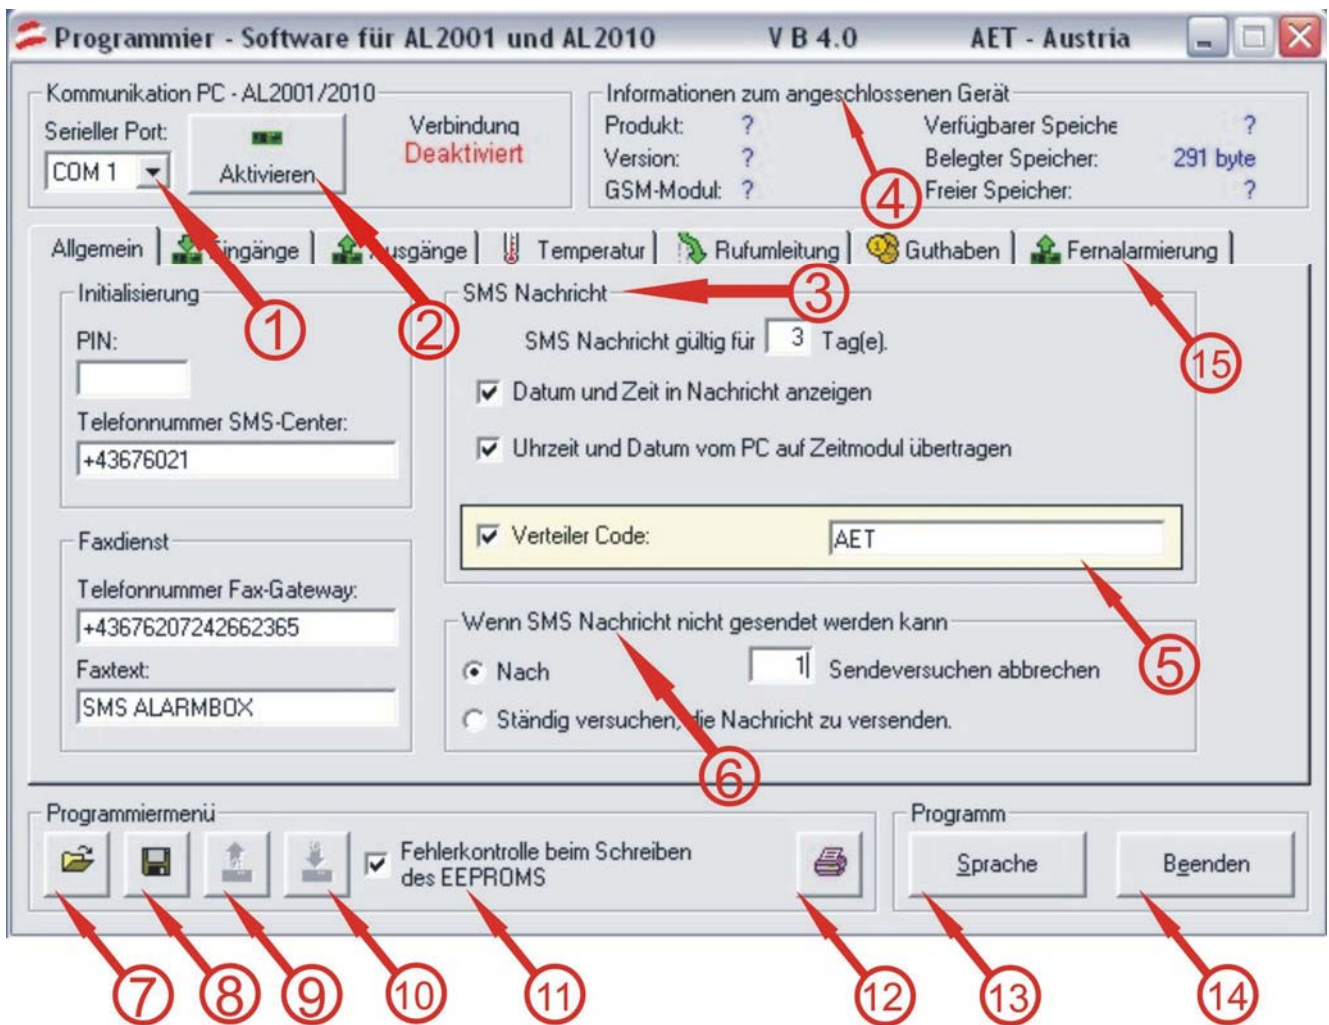 Programmier - Software für AL2001 und AL2010 V B 4.0 AET - Austria
Kommunikation PC - AL2001/2010
Serieller Port:
COM 1
Aktivieren
Verbindung
Deaktiviert
Informationen zum angeschlossenen Gerät
Produkt: ? Verfügbarer Speiche ?
Version: ? Belegter Speicher: 291 byte
GSM-Modul: ? Freier Speicher: ?
4
Allgemein Eingänge Ausgänge Temperatur Rufumleitung Guthaben Fernalarmierung
1
2
3
15
Initialisierung
PIN:
Telefonnummer SMS-Center:
+43676021
Faxdienst
Telefonnummer Fax-Gateway:
+43676207242662365
Faxtext:
SMS ALARMBOX
SMS Nachricht
SMS Nachricht gültig für 3 Tag(e).
Datum und Zeit in Nachricht anzeigen
Uhrzeit und Datum vom PC auf Zeitmodul übertragen
Verteiler Code: AET
5
Wenn SMS Nachricht nicht gesendet werden kann
Nach 1 Sendeversuchen abbrechen
Ständig versuchen, die Nachricht zu versenden.
6
Programmiermenü
Fehlerkontrolle beim Schreiben
des EEPROMS
Programm
Sprache
Beenden
7 8 9 10 11 12 13 14